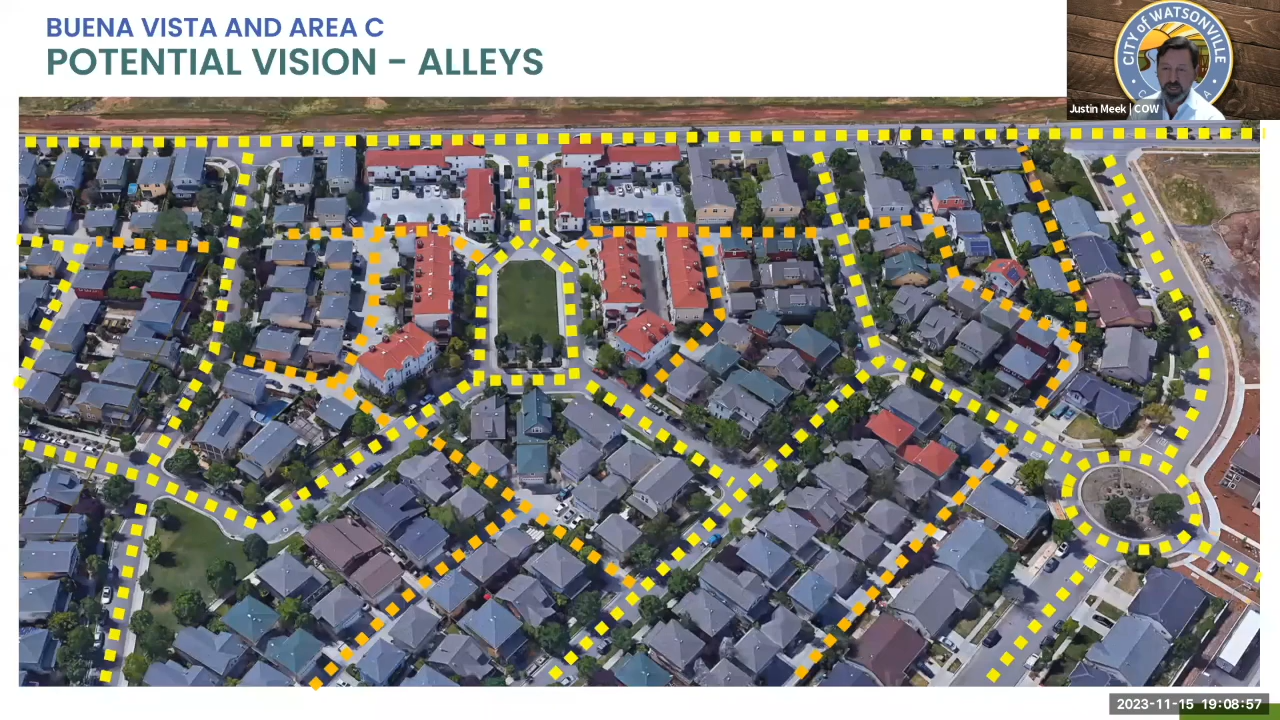 BUENA VISTA AND AREA C
POTENTIAL VISION - ALLEYS
CITY of WATSONVILLE
Justin Meek | COW
2023-11-15 19:08:57